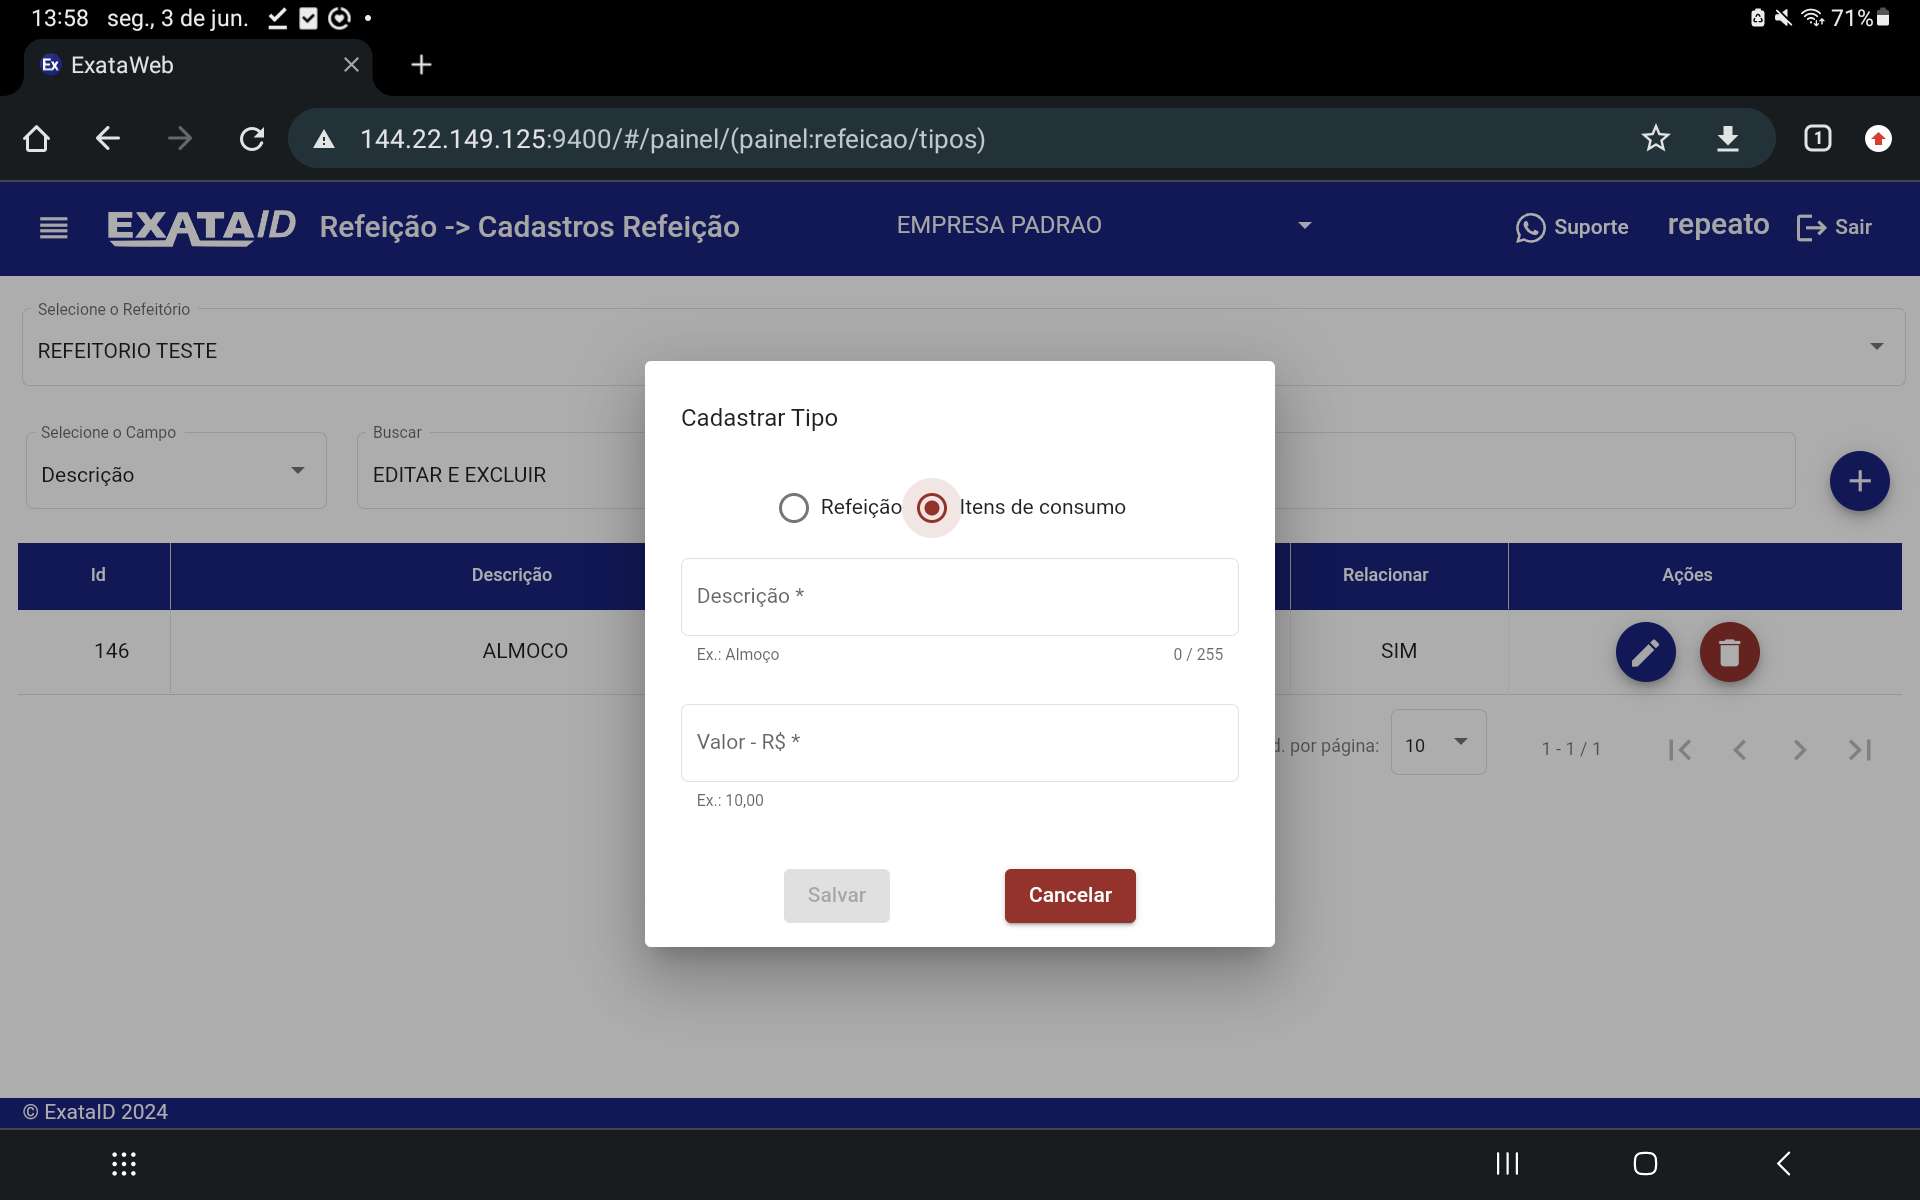 13:58 seg., 3 de jun. 71%
Ex ExataWeb
144.22.149.125:9400/#/painel/(painel:refeicao/tipos) 1
EXATAID Refeição -> Cadastros Refeição EMPRESA PADRAO Suporte repeato Sair
Selecione o Refeitório
REFEITORIO TESTE
Selecione o Campo Buscar
Descrição EDITAR E EXCLUIR
Cadastrar Tipo
Refeição Itens de consumo
Descrição *
Ex.: Almoço 0 / 255
Valor - R$ *
Ex.: 10,00
Salvar Cancelar
Id Descrição Relacionar Ações
146 ALMOCO SIM
d. por página: 10 1 - 1 / 1
© ExataID 2024